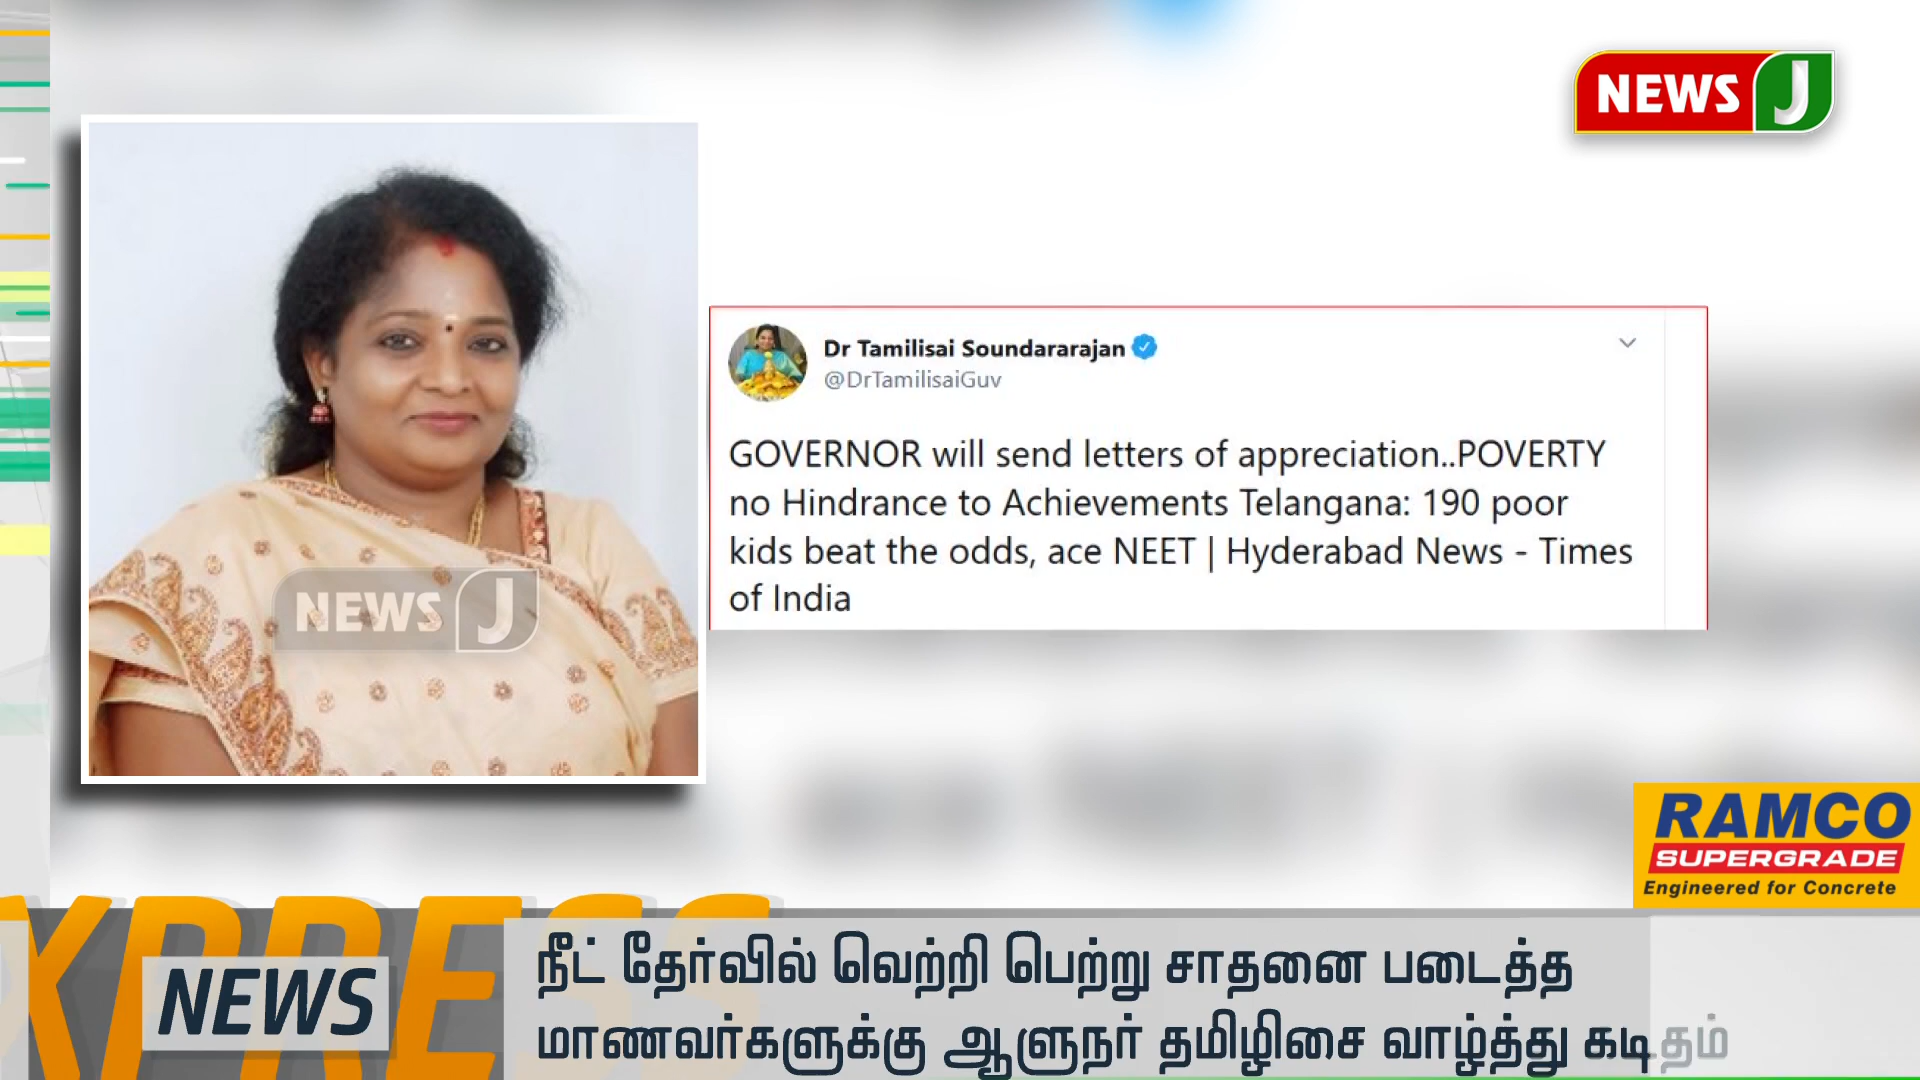 NEWS J
Dr Tamilisai Soundararajan
@DrTamilisaiGuv
GOVERNOR will send letters of appreciation..POVERTY
no Hindrance to Achievements Telangana: 190 poor
kids beat the odds, ace NEET | Hyderabad News - Times
of India
NEWS J
RAMCO
SUPERGRADE
Engineered for Concrete
XPRESS
NEWS
நீட் தேர்வில் வெற்றி பெற்று சாதனை படைத்த
மாணவர்களுக்கு ஆளுநர் தமிழிசை வாழ்த்து கடிதம்